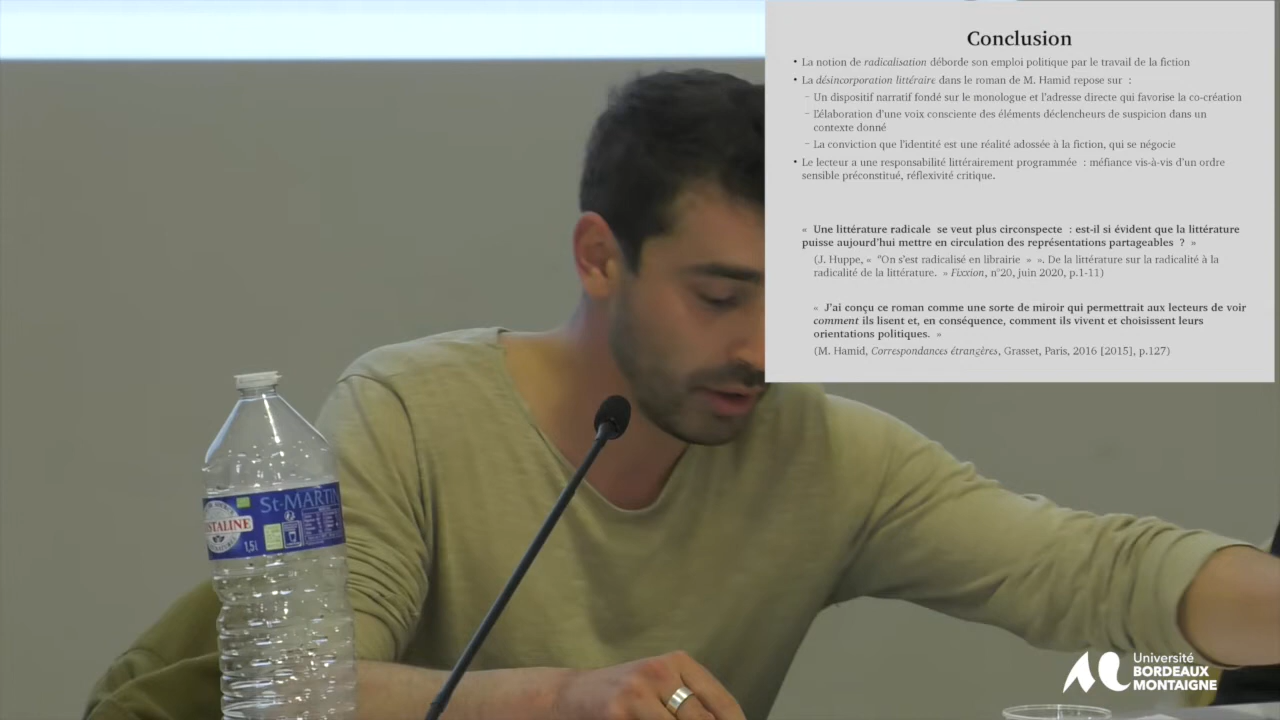 Conclusion
• La notion de radicalisation déborde son emploi politique par le travail de la fiction
• La désincorporation littéraire dans le roman de M. Hamid repose sur :
– Un dispositif narratif fondé sur le monologue et l'adresse directe qui favorise la co-création
– L'élaboration d'une voix consciente des éléments déclencheurs de suspicion dans un
contexte donné
– La conviction que l'identité est une réalité adossée à la fiction, qui se négocie
• Le lecteur a une responsabilité littérairement programmée : méfiance vis-à-vis d'un ordre
sensible préconstitué, réflexivité critique.
« Une littérature radicale se veut plus circonspecte : est-il si évident que la littérature
puisse aujourd'hui mettre en circulation des représentations partageables ? »
(J. Huppe, « "On s'est radicalisé en librairie » ». De la littérature sur la radicalité à la
radicalité de la littérature. » Fixxion, n°20, juin 2020, p.1-11)
« J'ai conçu ce roman comme une sorte de miroir qui permettrait aux lecteurs de voir
comment ils lisent et, en conséquence, comment ils vivent et choisissent leurs
orientations politiques. »
(M. Hamid, Correspondances étrangères, Grasset, Paris, 2016 [2015], p.127)
St-MARTIN
STALINE
1,5l
Université
BORDEAUX
MONTAIGNE